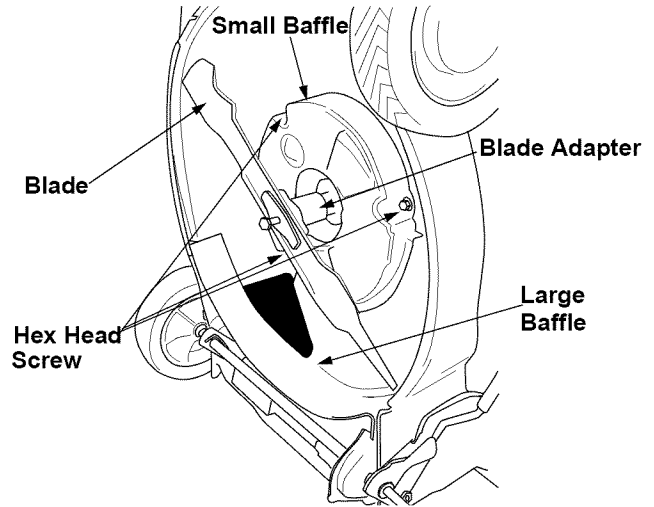 Small Baffle
Blade Adapter
Blade
Large
Baffle
Hex Head
Screw